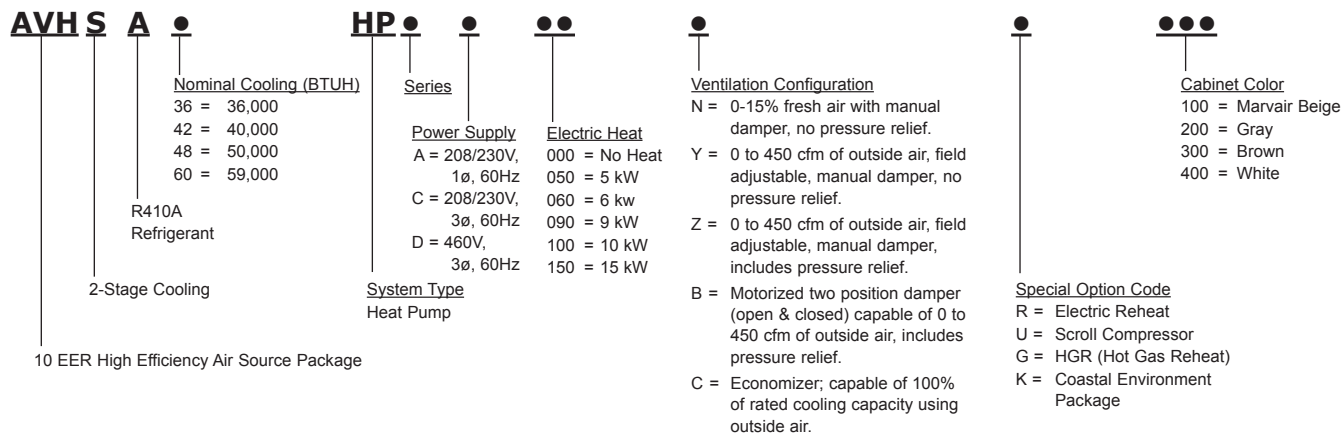 AVH S A ● HP ● ● ●● ● ● ●●●
Nominal Cooling (BTUH)
36 = 36,000
42 = 40,000
48 = 50,000
60 = 59,000
R410A
Refrigerant
2-Stage Cooling
10 EER High Efficiency Air Source Package
System Type
Heat Pump
Series
Power Supply
A = 208/230V,
1ø, 60Hz
C = 208/230V,
3ø, 60Hz
D = 460V,
3ø, 60Hz
Electric Heat
000 = No Heat
050 = 5 kW
060 = 6 kw
090 = 9 kW
100 = 10 kW
150 = 15 kW
Ventilation Configuration
N = 0-15% fresh air with manual
damper, no pressure relief.
Y = 0 to 450 cfm of outside air, field
adjustable, manual damper, no
pressure relief.
Z = 0 to 450 cfm of outside air, field
adjustable, manual damper,
includes pressure relief.
B = Motorized two position damper
(open & closed) capable of 0 to
450 cfm of outside air, includes
pressure relief.
C = Economizer; capable of 100%
of rated cooling capacity using
outside air.
Special Option Code
R = Electric Reheat
U = Scroll Compressor
G = HGR (Hot Gas Reheat)
K = Coastal Environment
Package
Cabinet Color
100 = Marvair Beige
200 = Gray
300 = Brown
400 = White